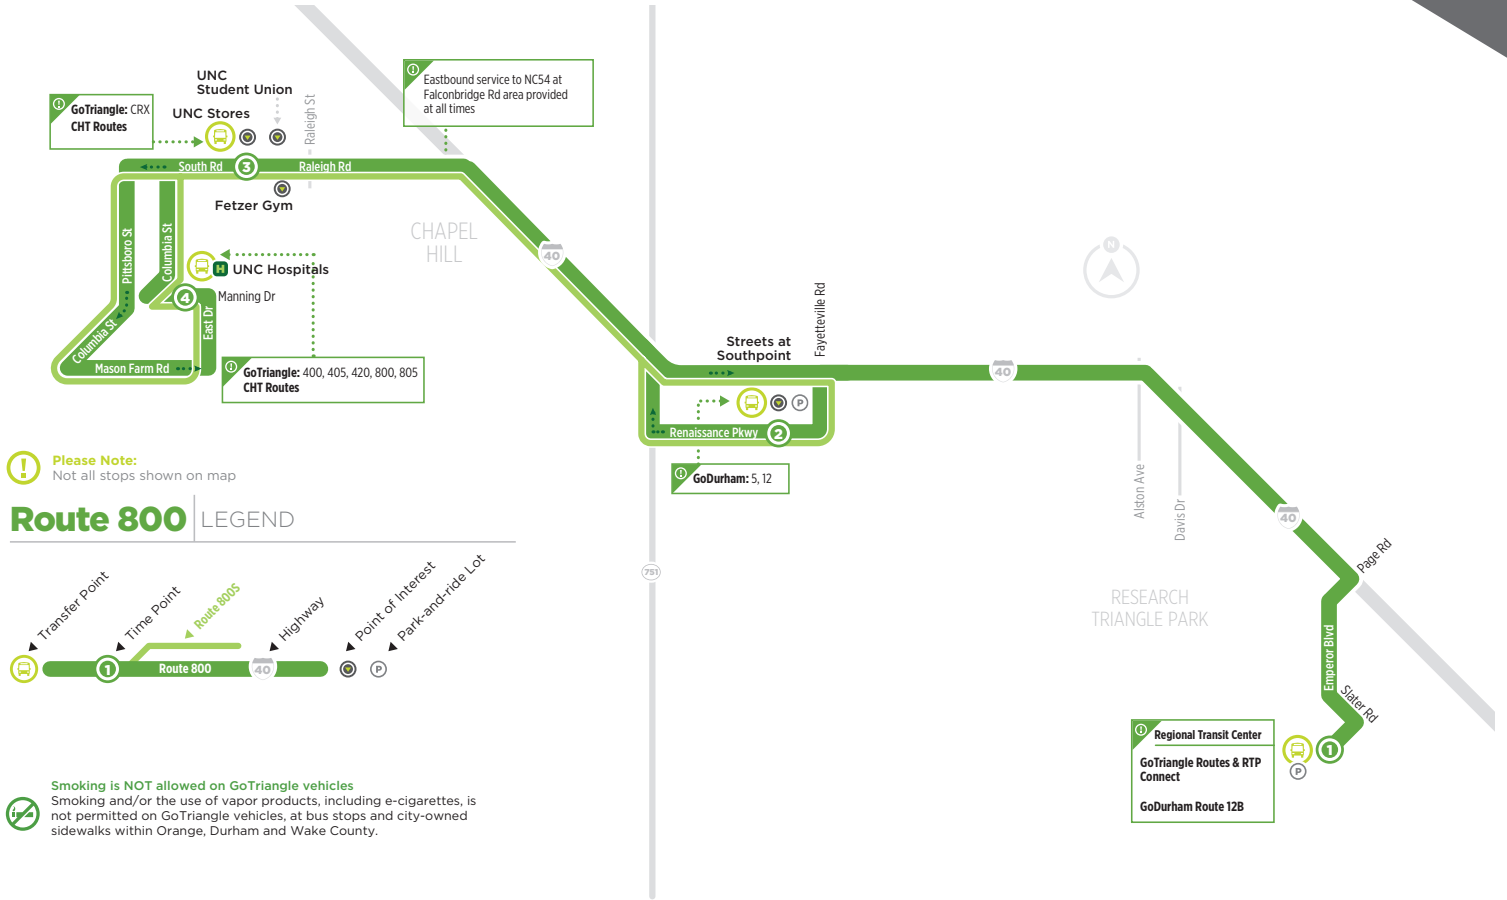 UNC
Student Union
UNC Stores
GoTriangle: CRX
CHT Routes
Raleigh St
Eastbound service to NC54 at
Falconbridge Rd area provided
at all times
South Rd
3
Raleigh Rd
Fetzer Gym
Pittsboro St
Columbia St
CHAPEL
HILL
40
N
H
UNC Hospitals
4
Manning Dr
East Dr
Columbia St
Mason Farm Rd
GoTriangle: 400, 405, 420, 800, 805
CHT Routes
Streets at
Southpoint
Fayetteville Rd
40
P
Renaissance Pkwy
2
GoDurham: 5, 12
Alston Ave
Davis Dr
40
Page Rd
751
RESEARCH
TRIANGLE PARK
Emperor Blvd
Slater Rd
Regional Transit Center
GoTriangle Routes & RTP
Connect
GoDurham Route 12B
1
P
Please Note:
Not all stops shown on map
Route 800
LEGEND
Transfer Point
Time Point
Route 800S
Highway
Point of Interest
Park-and-ride Lot
1
Route 800
40
P
Smoking is NOT allowed on GoTriangle vehicles
Smoking and/or the use of vapor products, including e-cigarettes, is
not permitted on GoTriangle vehicles, at bus stops and city-owned
sidewalks within Orange, Durham and Wake County.